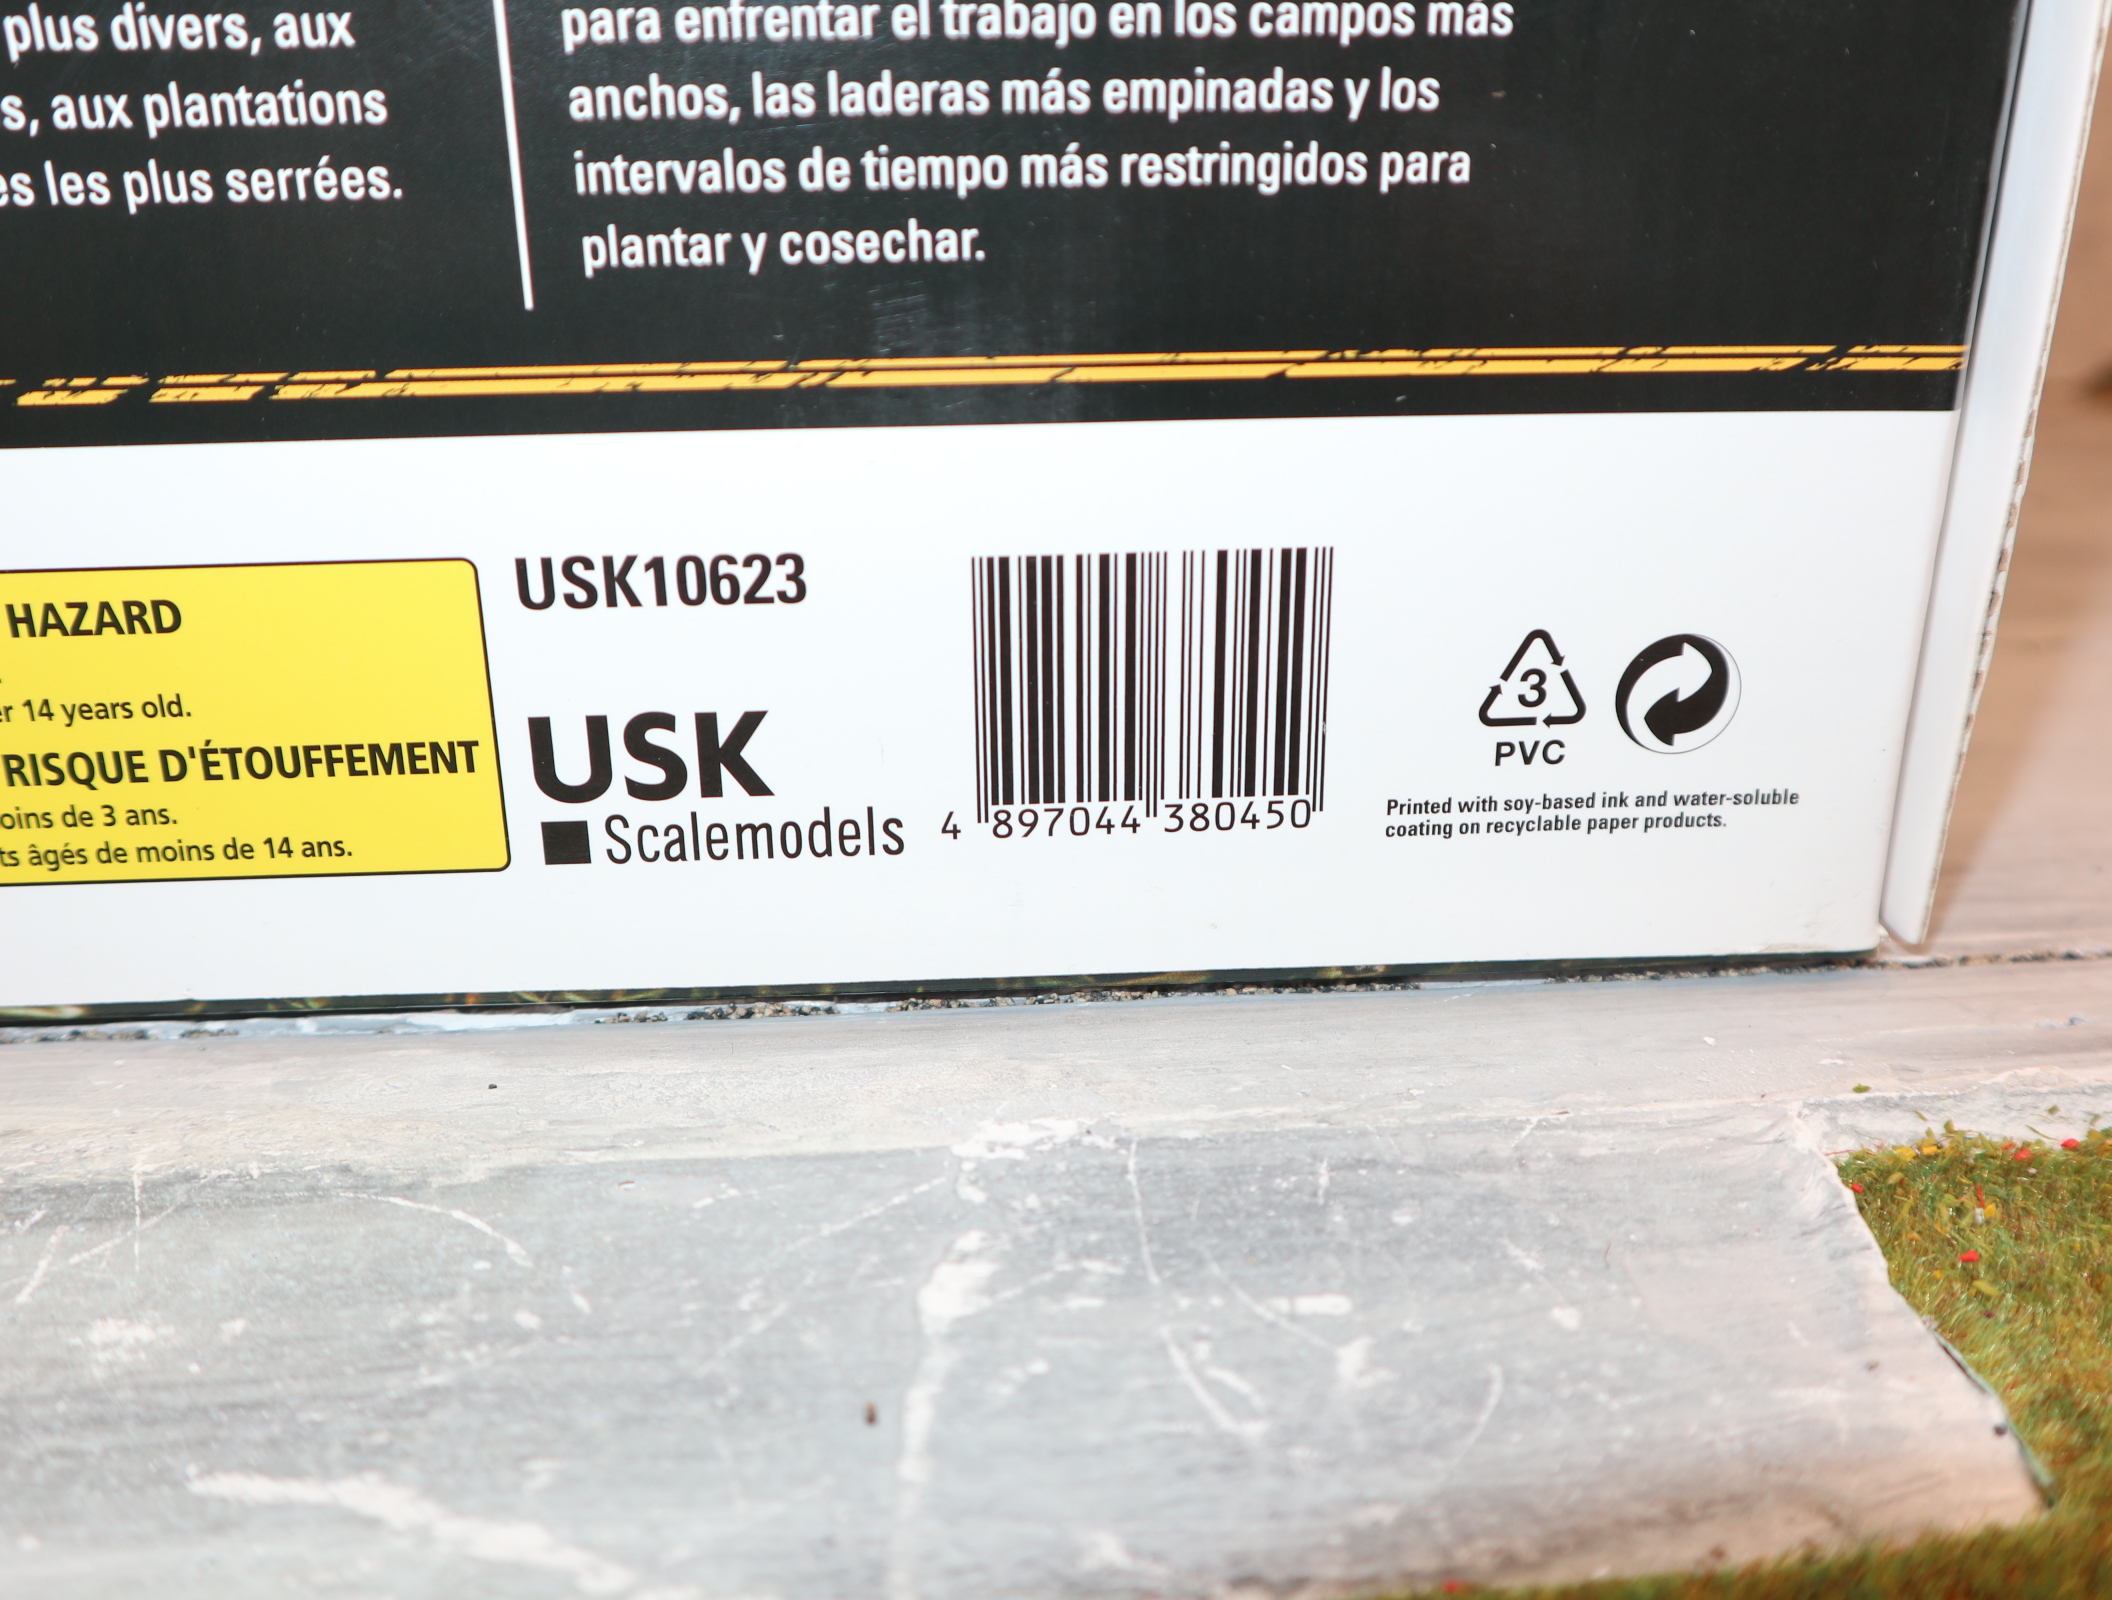 plus divers, aux
s, aux plantations
es les plus serrées.
para enfrentar el trabajo en los campos más
anchos, las laderas más empinadas y los
intervalos de tiempo más restringidos para
plantar y cosechar.
HAZARD
r 14 years old.
RISQUE D'ÉTOUFFEMENT
oins de 3 ans.
ts âgés de moins de 14 ans.
USK10623
USK
Scalemodels
4 897044 380450
3
PVC
Printed with soy-based ink and water-soluble
coating on recyclable paper products.